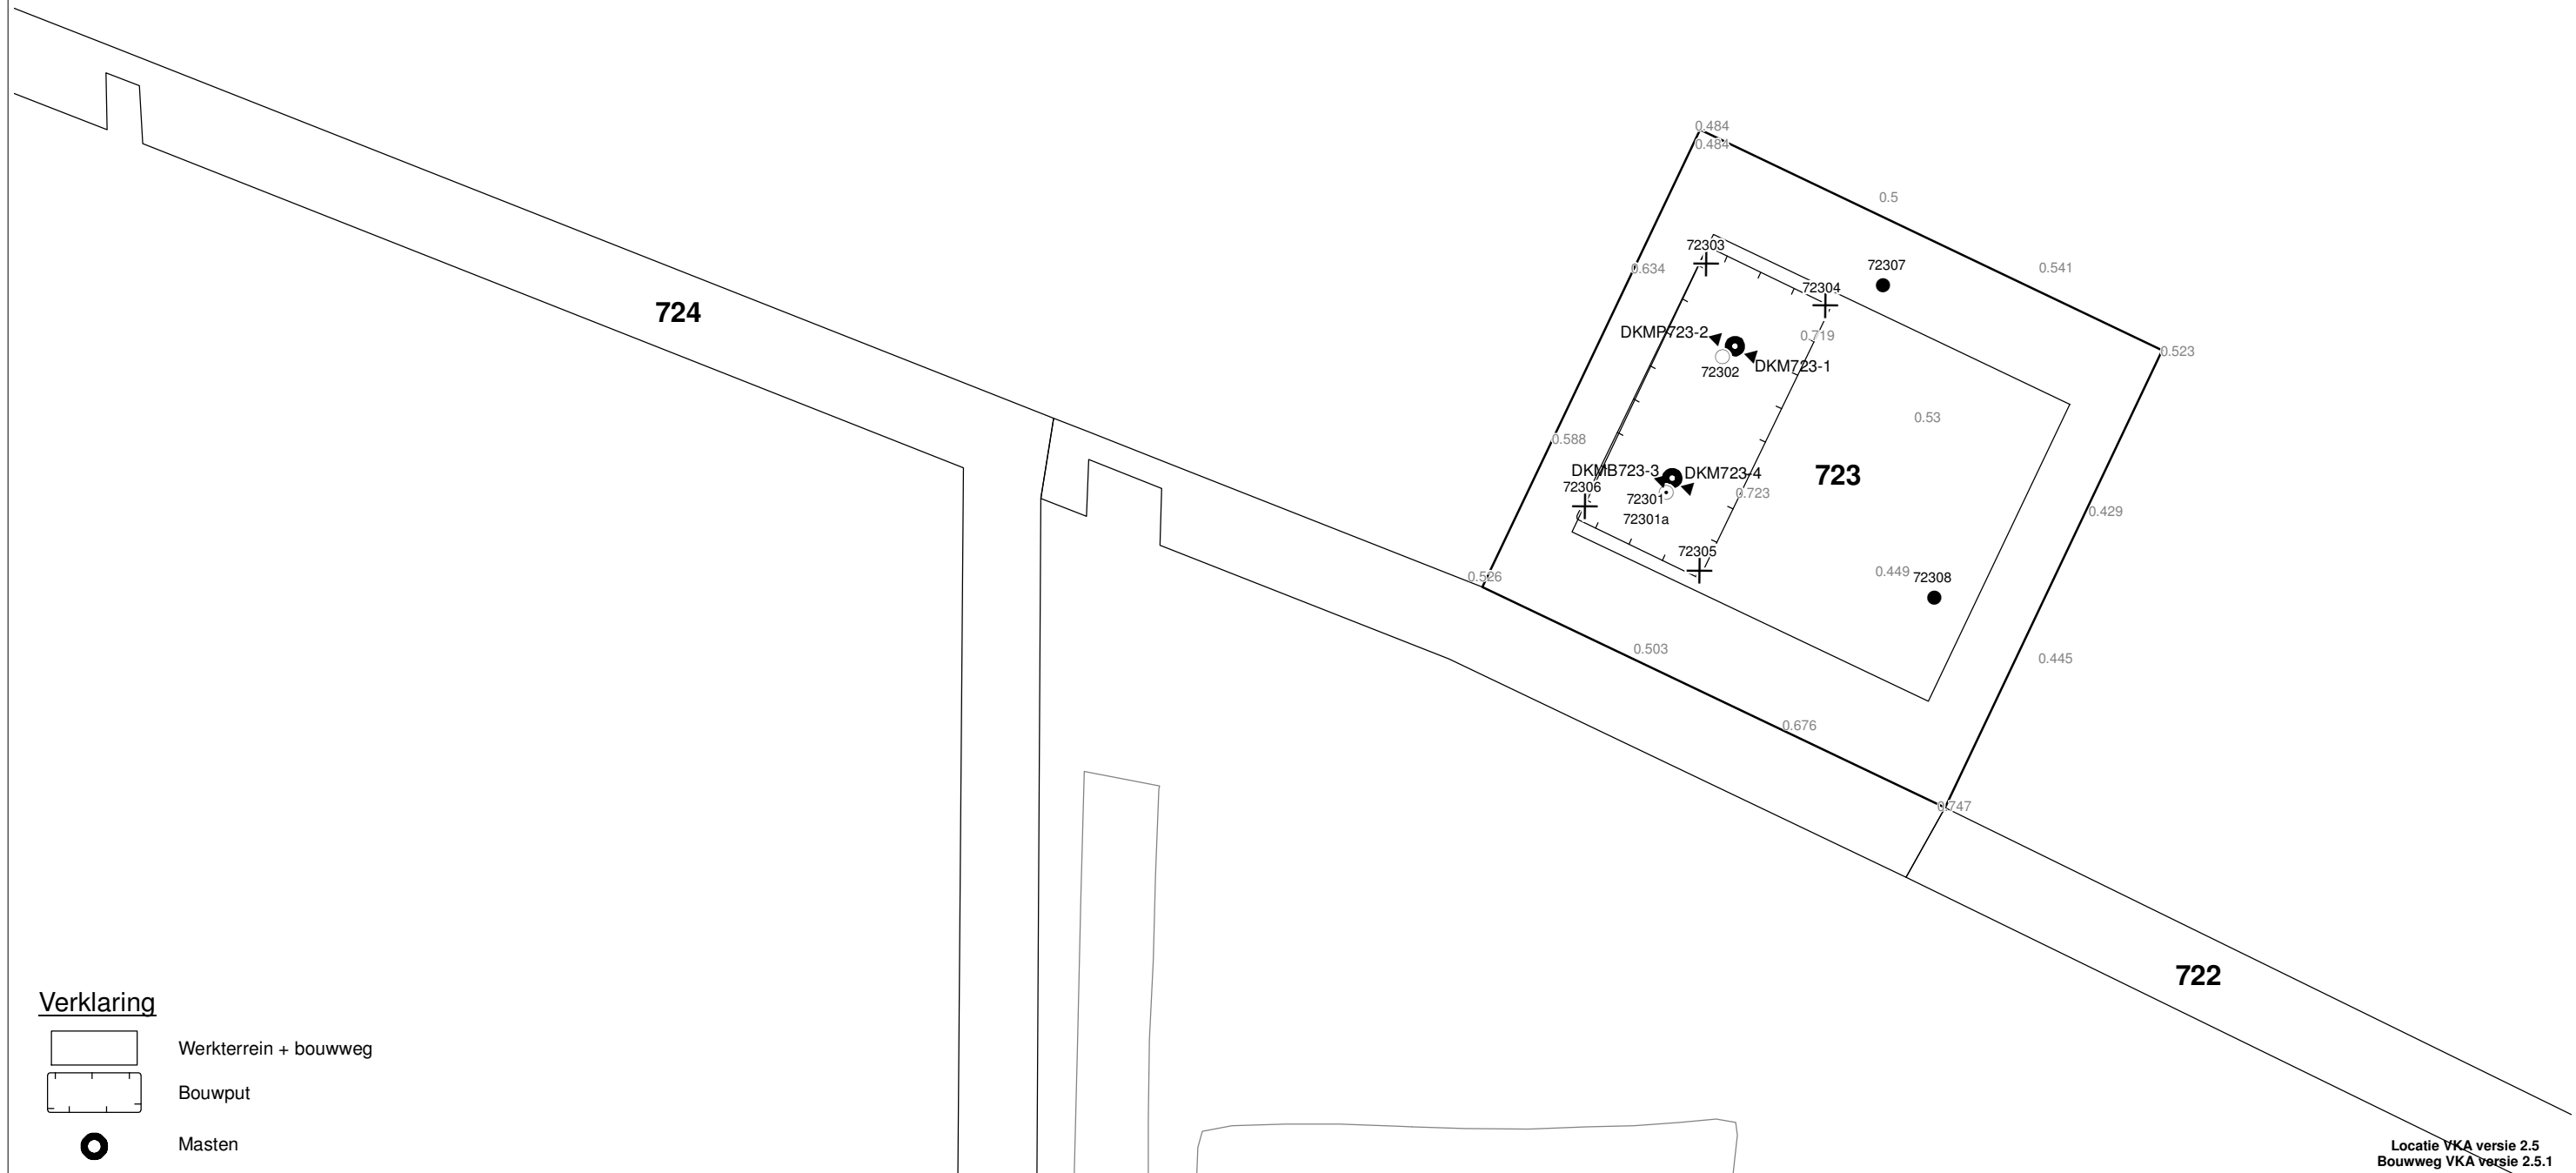 0.484
0.484
0.5
72303
0.634
72307
0.541
72304
DKMP723-2
0.719
0.523
72302
DKM723-1
724
0.53
0.588
DKMB723-3
DKM723-4
723
72306
72301
0.723
72301a
0.429
72305
0.526
0.449
72308
0.503
0.445
0.676
0.747
722
Verklaring
Werkterrein + bouwweg
Bouwput
Masten
Locatie VKA versie 2.5
Bouwweg VKA versie 2.5.1